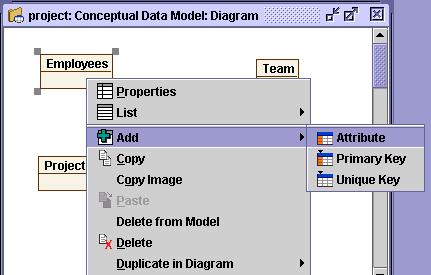 project: Conceptual Data Model: Diagram
Employees
Team
Project
Properties
List
Add
Copy
Copy Image
Paste
Delete from Model
Delete
Duplicate in Diagram
Attribute
Primary Key
Unique Key